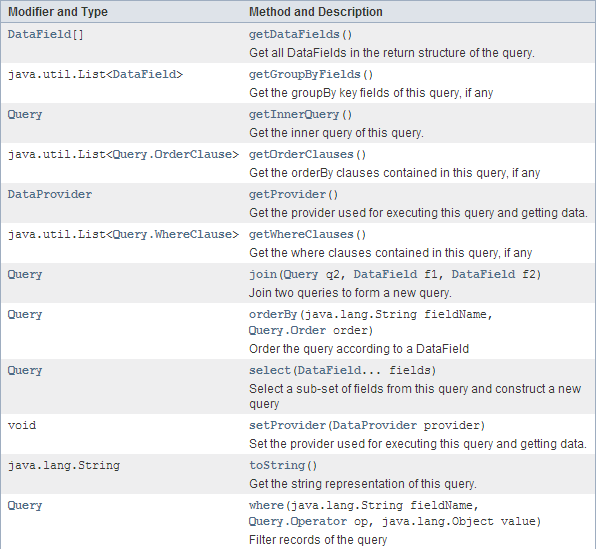 Modifier and Type Method and Description
DataField[] getDataFields()
Get all DataFields in the return structure of the query.
java.util.List<DataField> getGroupByFields()
Get the groupBy key fields of this query, if any
Query getInnerQuery()
Get the inner query of this query.
java.util.List<Query.OrderClause> getOrderClauses()
Get the orderBy clauses contained in this query, if any
DataProvider getProvider()
Get the provider used for executing this query and getting data.
java.util.List<Query.WhereClause> getWhereClauses()
Get the where clauses contained in this query, if any
Query join(Query q2, DataField f1, DataField f2)
Join two queries to form a new query.
Query orderBy(java.lang.String fieldName,
Query.Order order)
Order the query according to a DataField
Query select(DataField... fields)
Select a sub-set of fields from this query and construct a new
query
void setProvider(DataProvider provider)
Set the provider used for executing this query and getting data.
java.lang.String toString()
Get the string representation of this query.
Query where(java.lang.String fieldName,
Query.Operator op, java.lang.Object value)
Filter records of the query